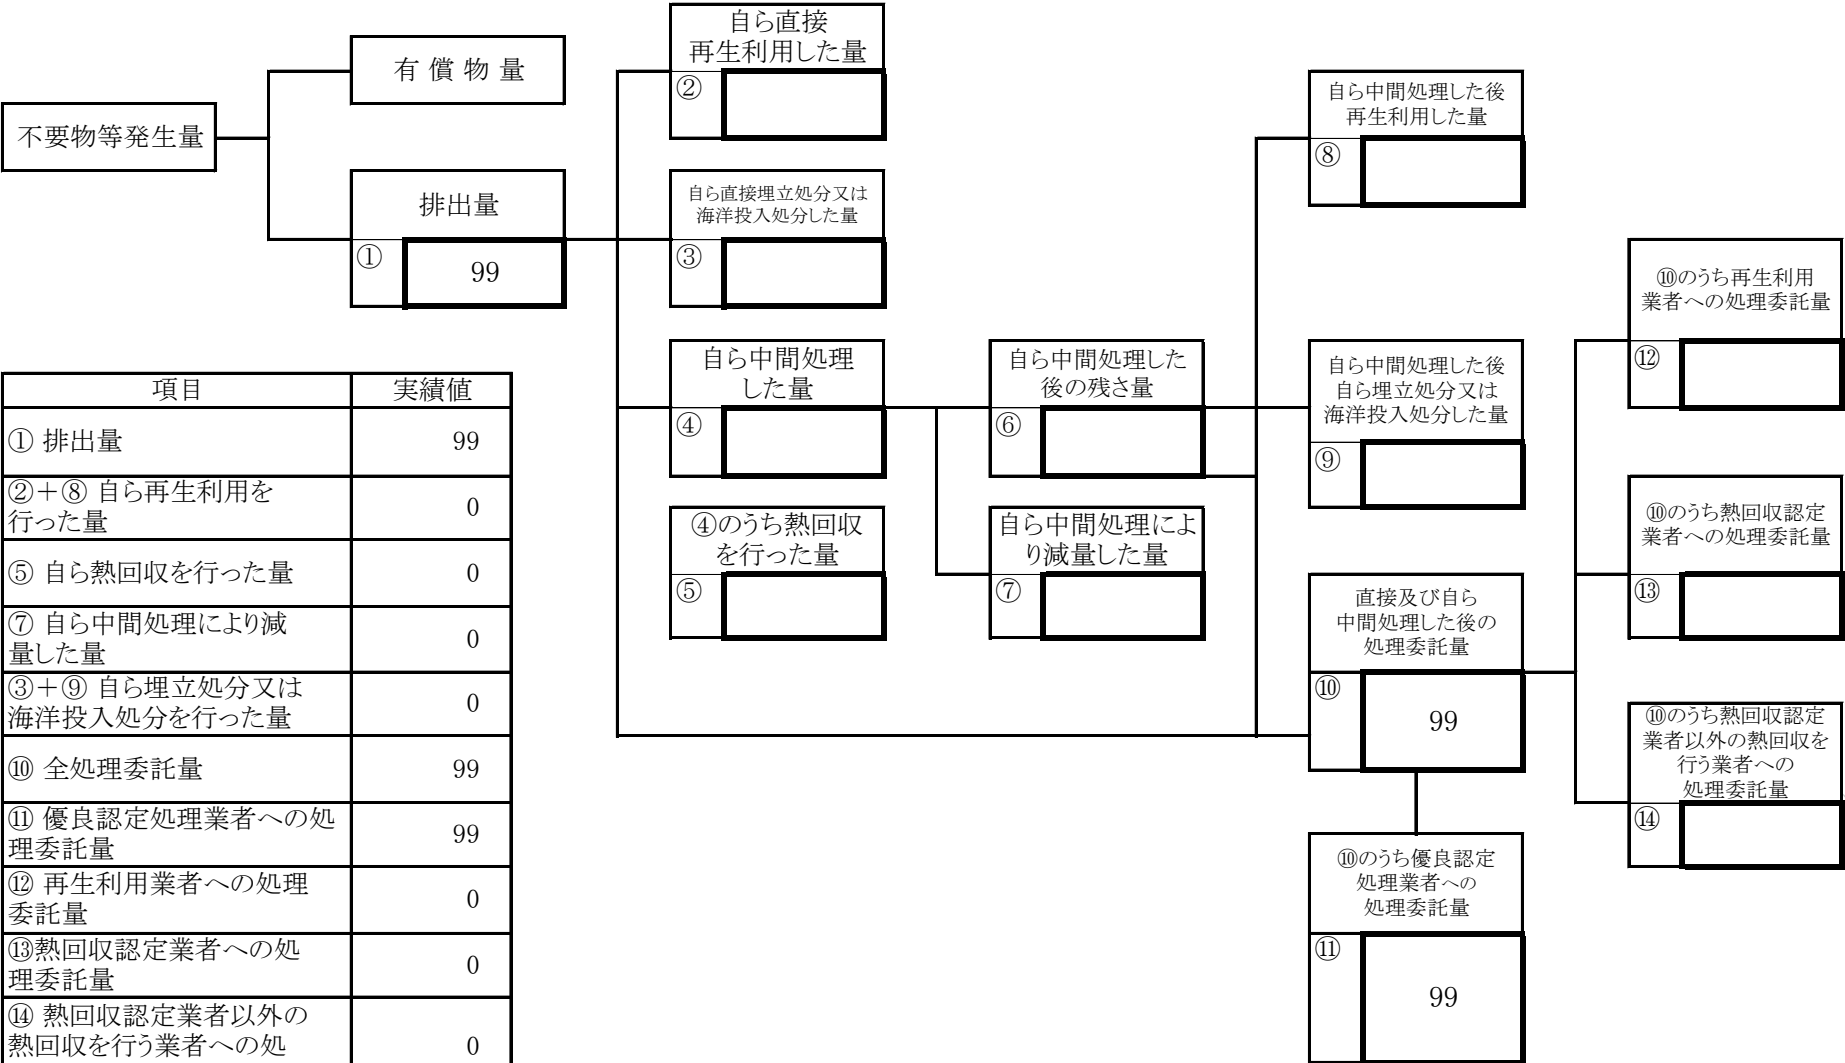 不要物等発生量
有 償 物 量
排出量
①
99
自ら直接
再生利用した量
②
自ら直接埋立処分又は
海洋投入処分した量
③
自ら中間処理
した量
④
④のうち熱回収
を行った量
⑤
自ら中間処理した
後の残さ量
⑥
自ら中間処理によ
り減量した量
⑦
自ら中間処理した後
再生利用した量
⑧
自ら中間処理した後
自ら埋立処分又は
海洋投入処分した量
⑨
直接及び自ら
中間処理した後の
処理委託量
⑩
99
⑩のうち優良認定
処理業者への
処理委託量
⑪
99
⑩のうち再生利用
業者への処理委託量
⑫
⑩のうち熱回収認定
業者への処理委託量
⑬
⑩のうち熱回収認定
業者以外の熱回収を
行う業者への
処理委託量
⑭
項目 実績値
① 排出量 99
②+⑧ 自ら再生利用を
行った量 0
⑤ 自ら熱回収を行った量 0
⑦ 自ら中間処理により減
量した量 0
③+⑨ 自ら埋立処分又は
海洋投入処分を行った量 0
⑩ 全処理委託量 99
⑪ 優良認定処理業者への処
理委託量 99
⑫ 再生利用業者への処理
委託量 0
⑬熱回収認定業者への処
理委託量 0
⑭ 熱回収認定業者以外の
熱回収を行う業者への処 0